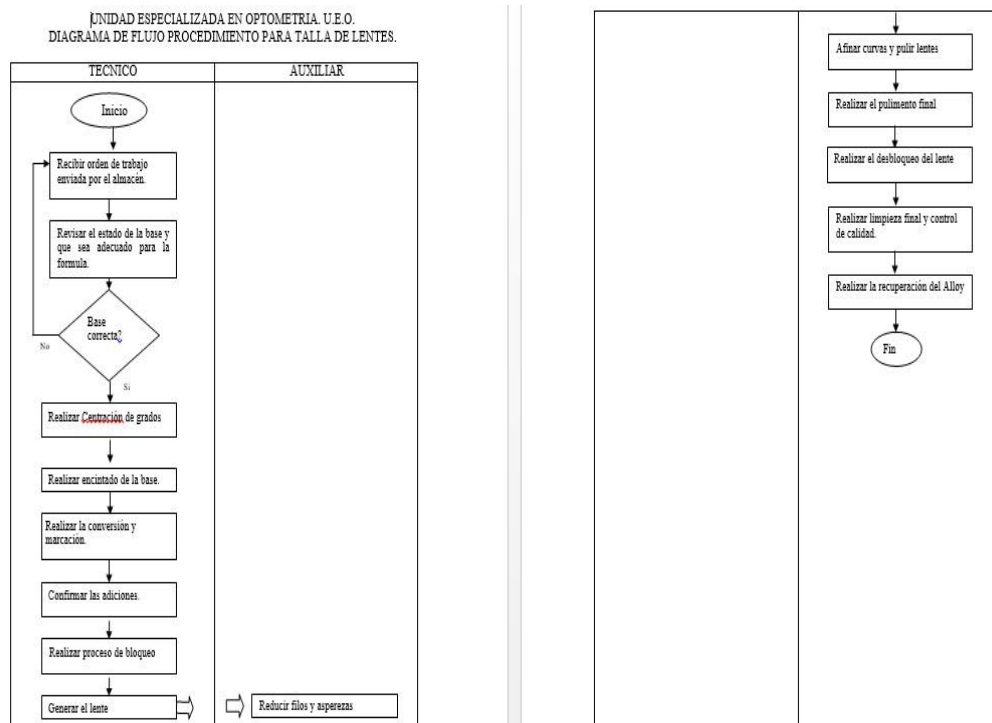 UNIDAD ESPECIALIZADA EN OPTOMETRIA. U.E.O.
DIAGRAMA DE FLUJO PROCEDIMIENTO PARA TALLA DE LENTES.
TECNICO
AUXILIAR
Inicio
Recibir orden de trabajo
enviada por el almacén.
Revisar el estado de la base y
que sea adecuado para la
formula.
Base
correcta?
No
Si
Realizar Centración de grados
Realizar encintado de la base.
Realizar la conversión y
marcación.
Confirmar las adiciones.
Realizar proceso de bloqueo
Generar el lente
Reducir filos y asperezas
Afinar curvas y pulir lentes
Realizar el pulimento final
Realizar el desbloqueo del lente
Realizar limpieza final y control
de calidad.
Realizar la recuperación del Alloy
Fin